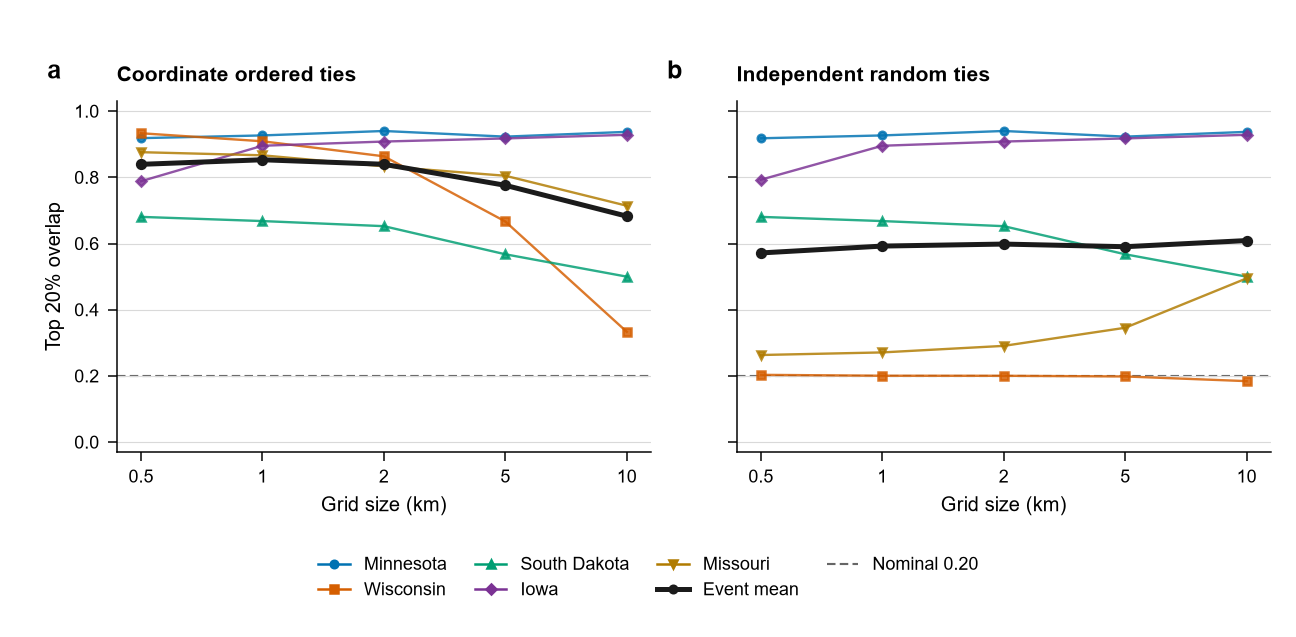 a Coordinate ordered ties
b Independent random ties
Top 20% overlap
1.0
0.8
0.6
0.4
0.2
0.0
0.5 1 2 5 10
Grid size (km)
0.5 1 2 5 10
Grid size (km)
Minnesota South Dakota Missouri Nominal 0.20
Wisconsin Iowa Event mean